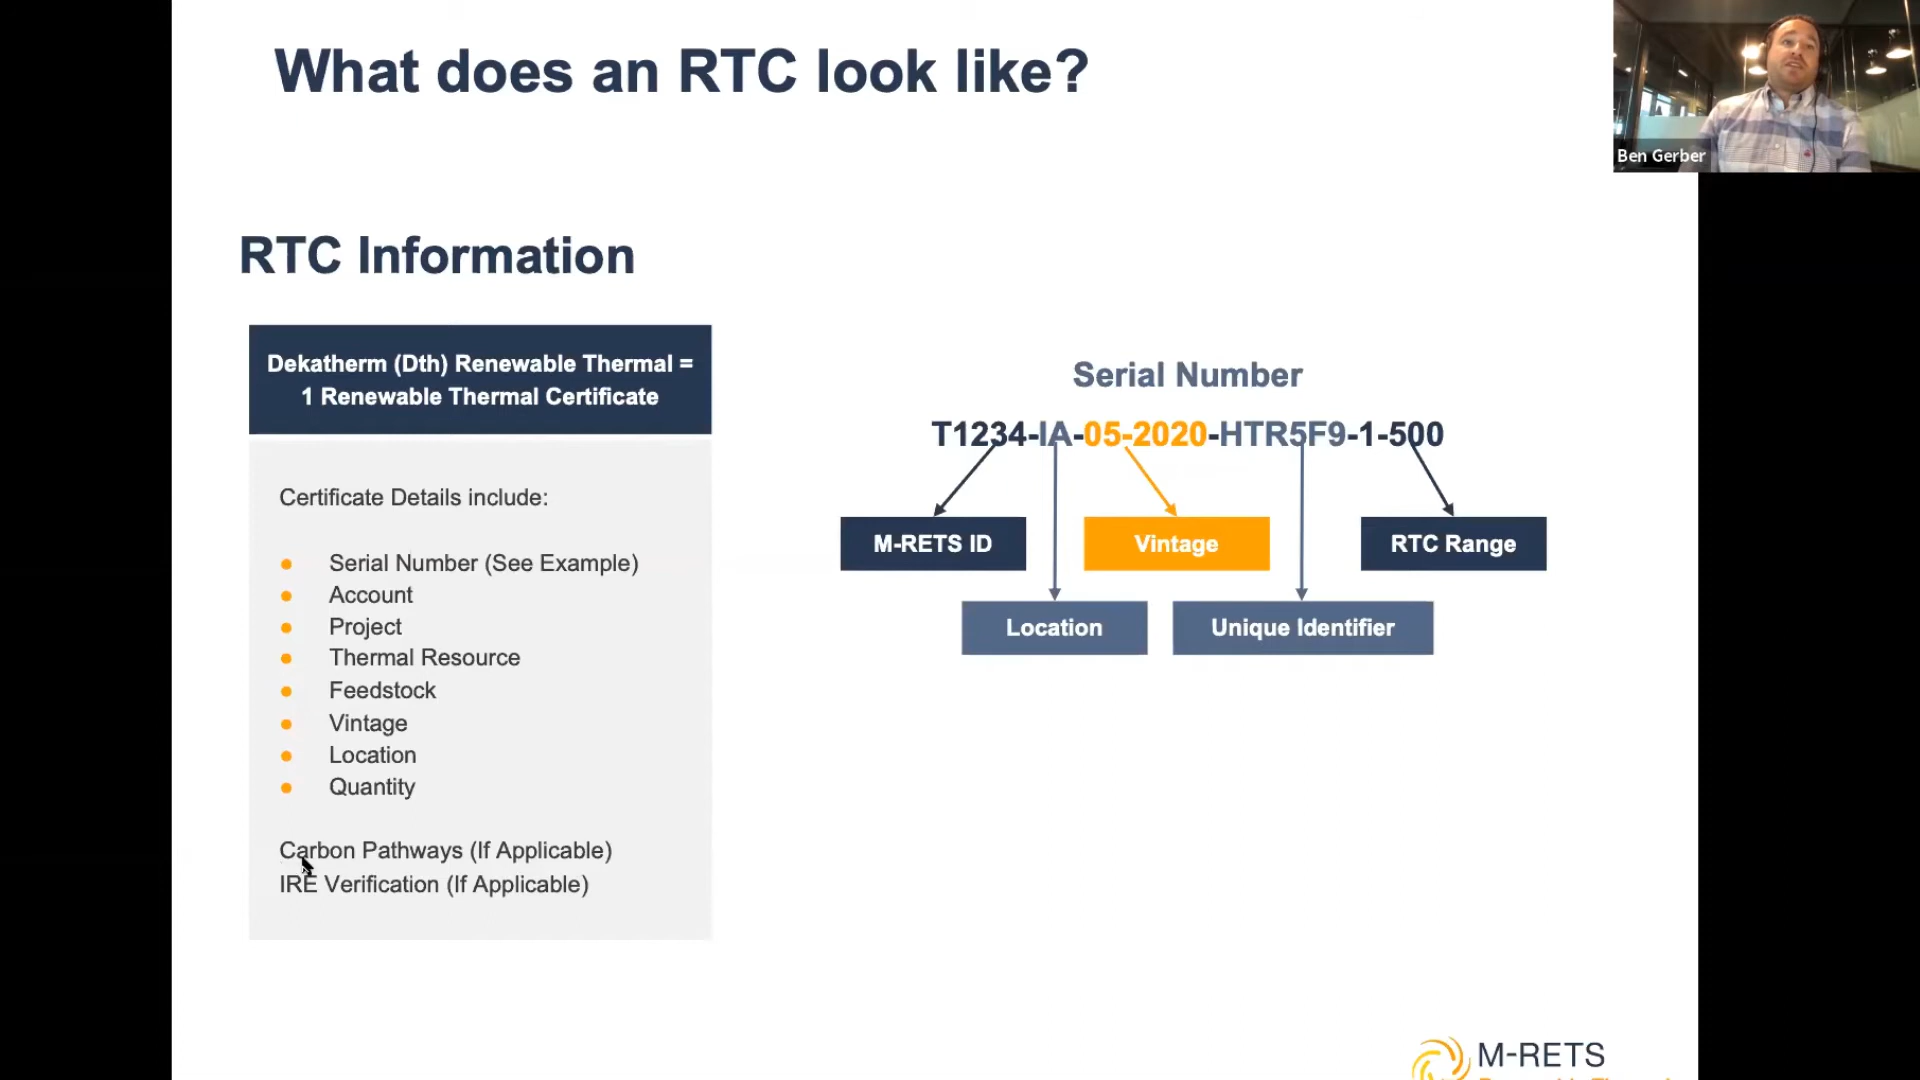 What does an RTC look like?
Ben Gerber
RTC Information
Dekatherm (Dth) Renewable Thermal =
1 Renewable Thermal Certificate
Certificate Details include:
Serial Number (See Example)
Account
Project
Thermal Resource
Feedstock
Vintage
Location
Quantity
Carbon Pathways (If Applicable)
IRE Verification (If Applicable)
Serial Number
T1234-IA-05-2020-HTR5F9-1-500
M-RETS ID
Vintage
RTC Range
Location
Unique Identifier
M-RETS